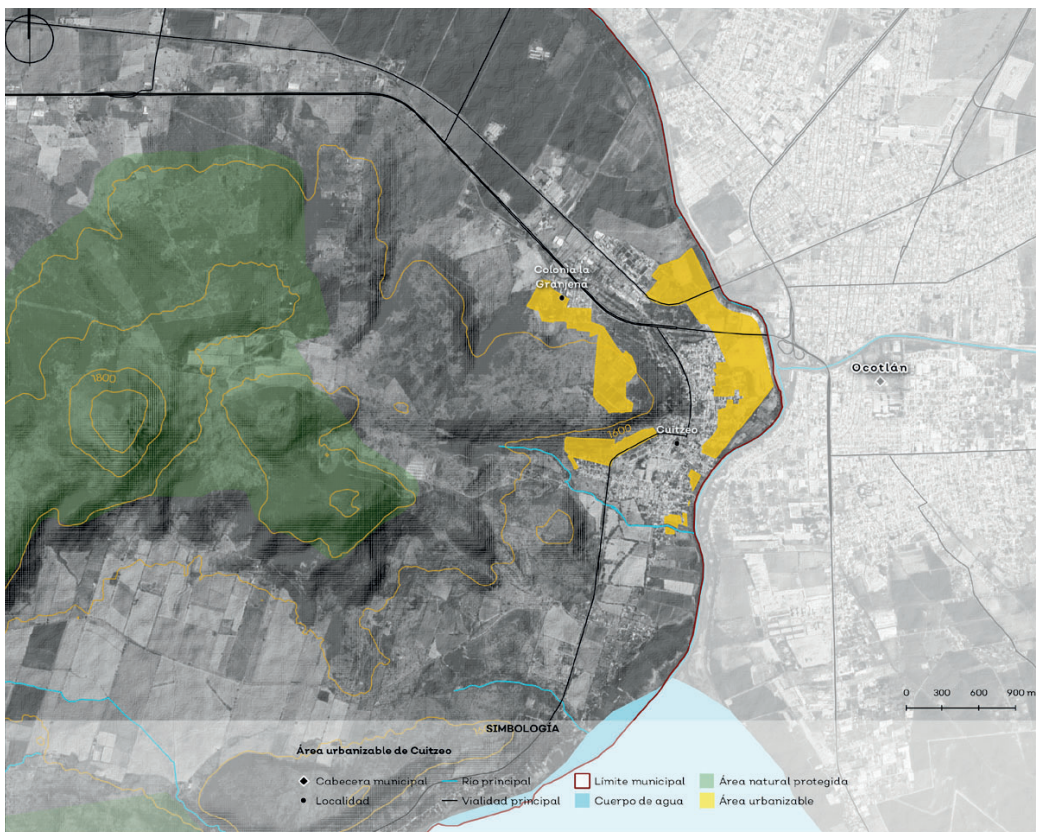 Colonia la
Granjena
1800
Ocotlán
1600
Cuitzeo
0 300 600 900 m
SIMBOLOGÍA
Área urbanizable de Cuitzeo
Cabecera municipal
Río principal
Límite municipal
Área natural protegida
Localidad
Vialidad principal
Cuerpo de agua
Área urbanizable